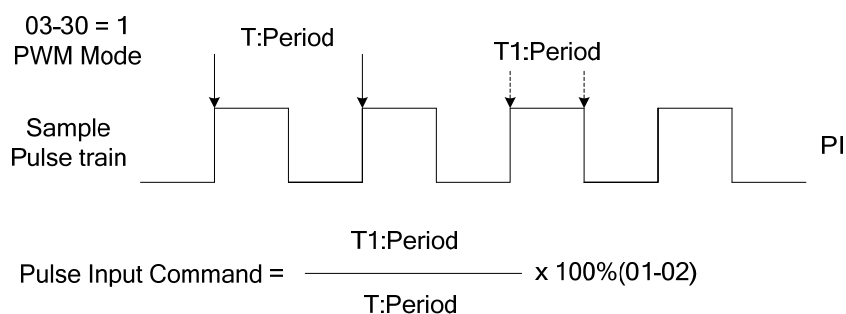 03-30 = 1
PWM Mode
T:Period
T1:Period
Sample
Pulse train
PI
T1:Period
Pulse Input Command = x 100%(01-02)
T:Period